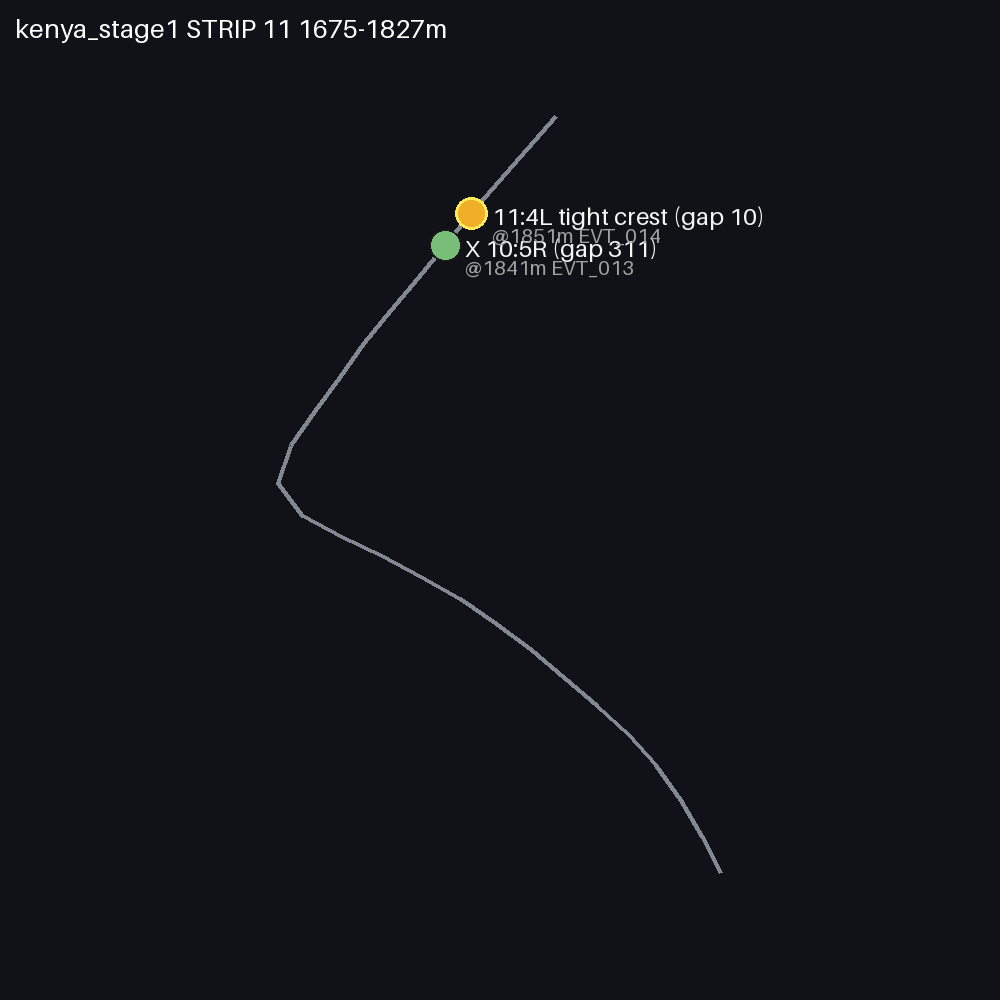 kenya_stage1 STRIP 11 1675-1827m
11:4L tight crest (gap 10)
@1851m EVT_014
X 10:5R (gap 311)
@1841m EVT_013